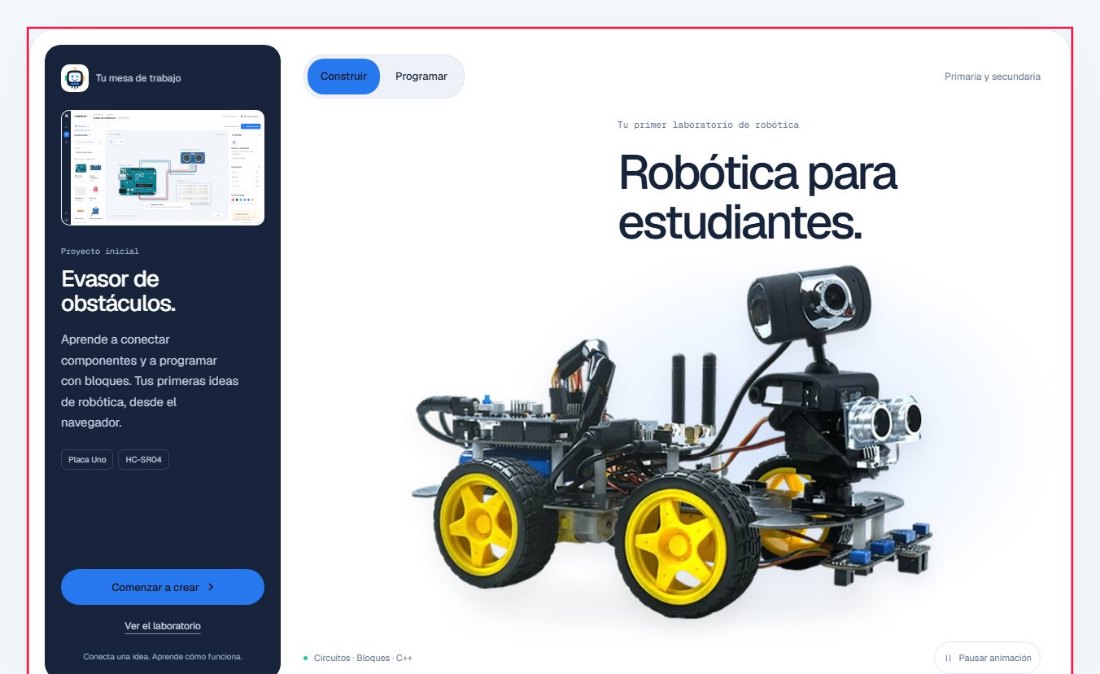 Tu mesa de trabajo
Proyecto inicial
Evasor de
obstáculos.
Aprende a conectar
componentes y a programar
con bloques. Tus primeras ideas
de robótica, desde el
navegador.
Placa Uno
HC-SR04
Comenzar a crear
Ver el laboratorio
Conecta una idea. Aprende cómo funciona.
Construir
Programar
Primaria y secundaria
Tu primer laboratorio de robótica
Robótica para
estudiantes.
Circuitos · Bloques · C++
Pausar animación